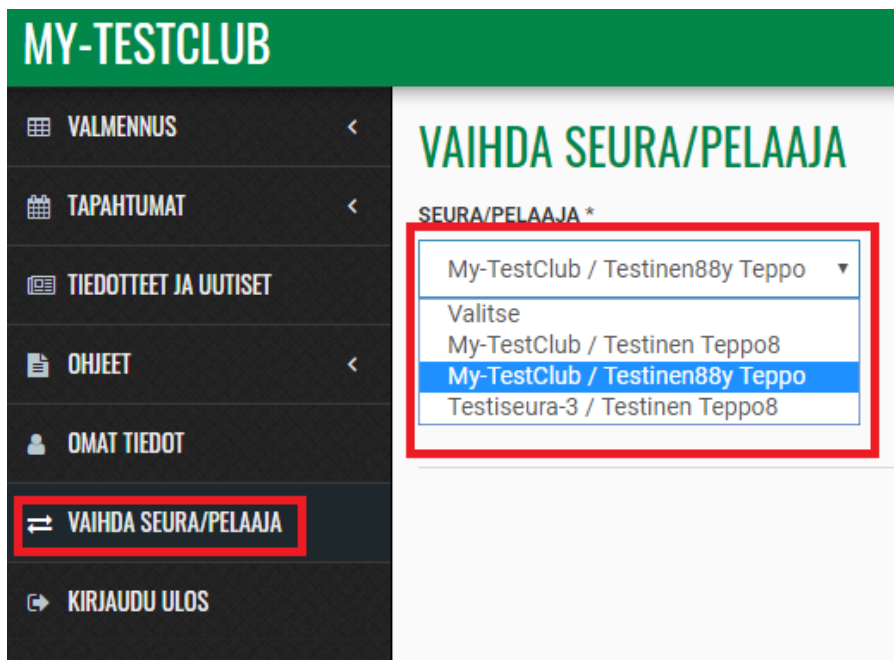 MY-TESTCLUB
VALMENNUS
TAPAHTUMAT
TIEDOTTEET JA UUTISET
OHJEET
OMAT TIEDOT
VAIHDA SEURA/PELAAJA
KIRJAUDU ULOS
VAIHDA SEURA/PELAAJA
SEURA/PELAAJA *
My-TestClub / Testinen88y Teppo
Valitse
My-TestClub / Testinen Teppo8
My-TestClub / Testinen88y Teppo
Testiseura-3 / Testinen Teppo8